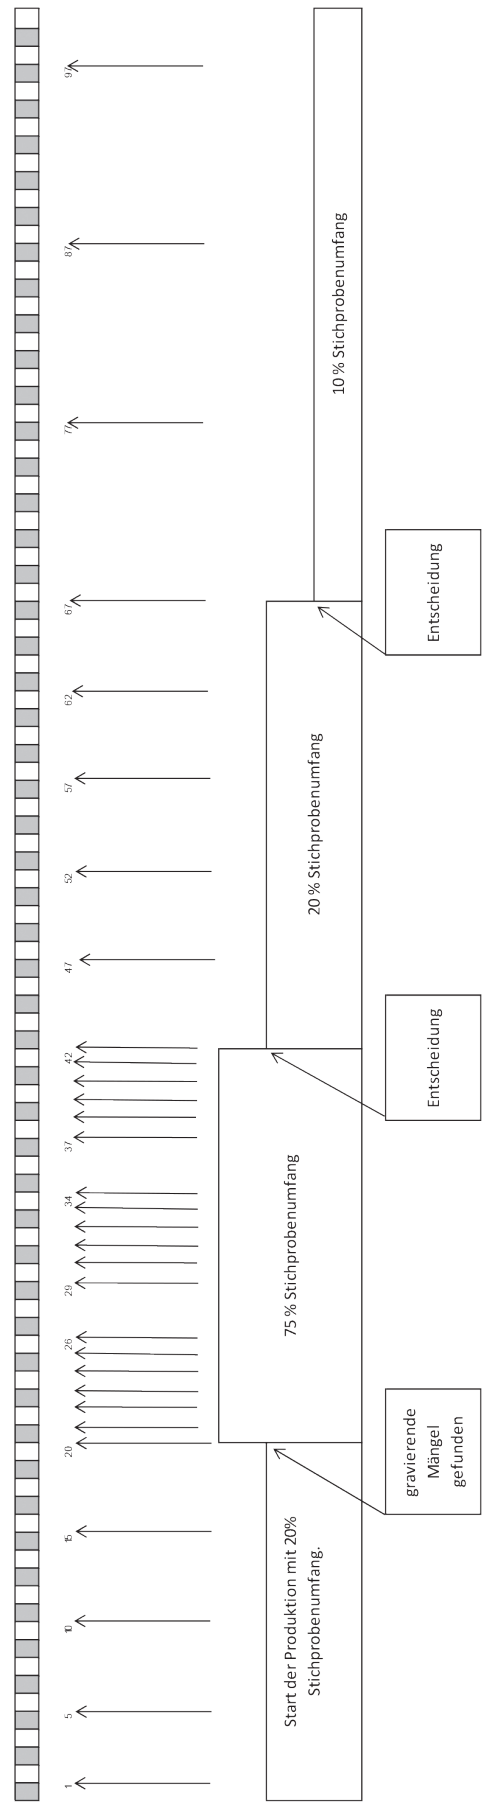 1
5
10
15
20
26
29
34
37
42
47
52
57
62
67
77
87
97
Start der Produktion mit 20%
Stichprobenumfang.
75 % Stichprobenumfang
20 % Stichprobenumfang
10 % Stichprobenumfang
gravierende
Mängel
gefunden
Entscheidung
Entscheidung